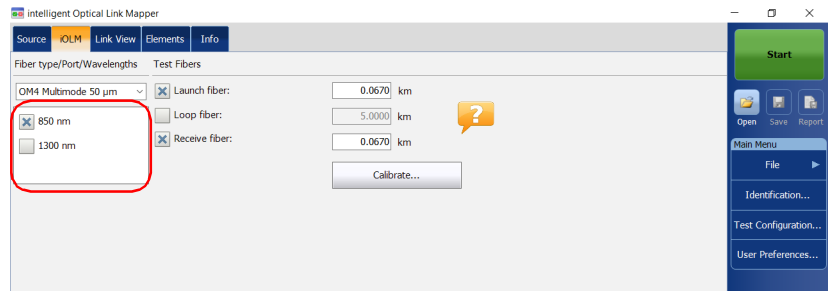 intelligent Optical Link Mapper
Source iOLM Link View Elements Info
Fiber type/Port/Wavelengths Test Fibers
OM4 Multimode 50 µm
850 nm
1300 nm
Launch fiber: 0.0670 km
Loop fiber: 5.0000 km
Receive fiber: 0.0670 km
?
Calibrate...
Start
Open Save Report
Main Menu
File
Identification...
Test Configuration...
User Preferences...